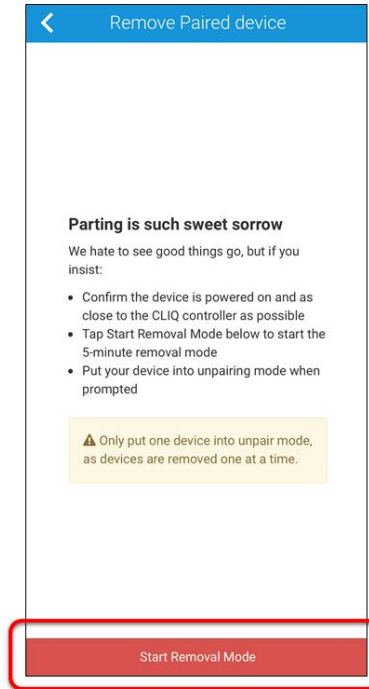 Remove Paired device
Parting is such sweet sorrow
We hate to see good things go, but if you
insist:
• Confirm the device is powered on and as
close to the CLIQ controller as possible
• Tap Start Removal Mode below to start the
5-minute removal mode
• Put your device into unpairing mode when
prompted
Only put one device into unpair mode,
as devices are removed one at a time.
Start Removal Mode